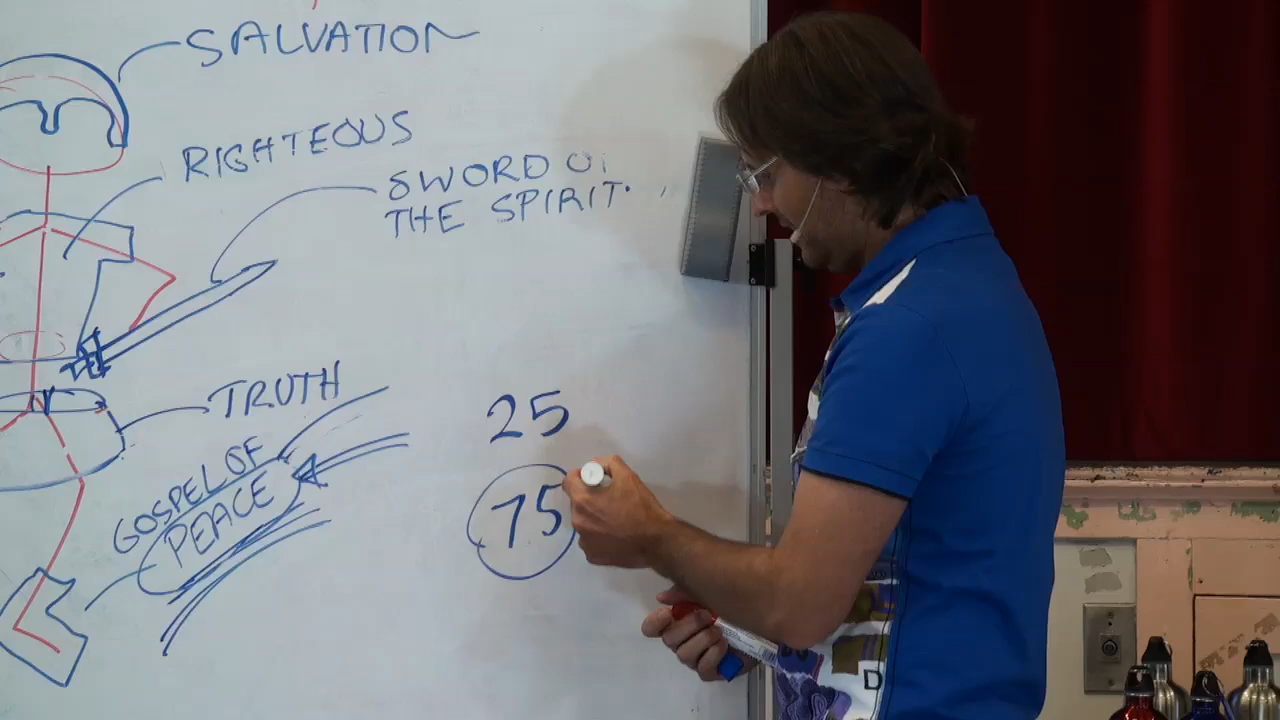 SALVATION
RIGHTEOUS
SWORD OF
THE SPIRIT.
TRUTH
GOSPEL OF
PEACE
25
75
D